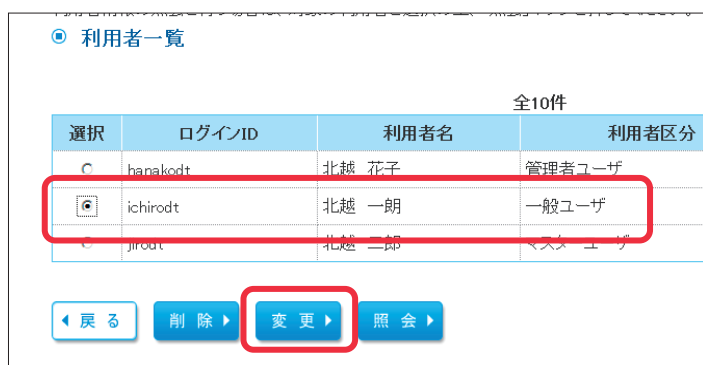 利用者一覧
全10件
選択 ログインID 利用者名 利用者区分
hanakodt 北越 花子 管理者ユーザ
ichirodt 北越 一朗 一般ユーザ
jirodt 北越 二郎 マスターユーザ
戻る 削除 変更 照会